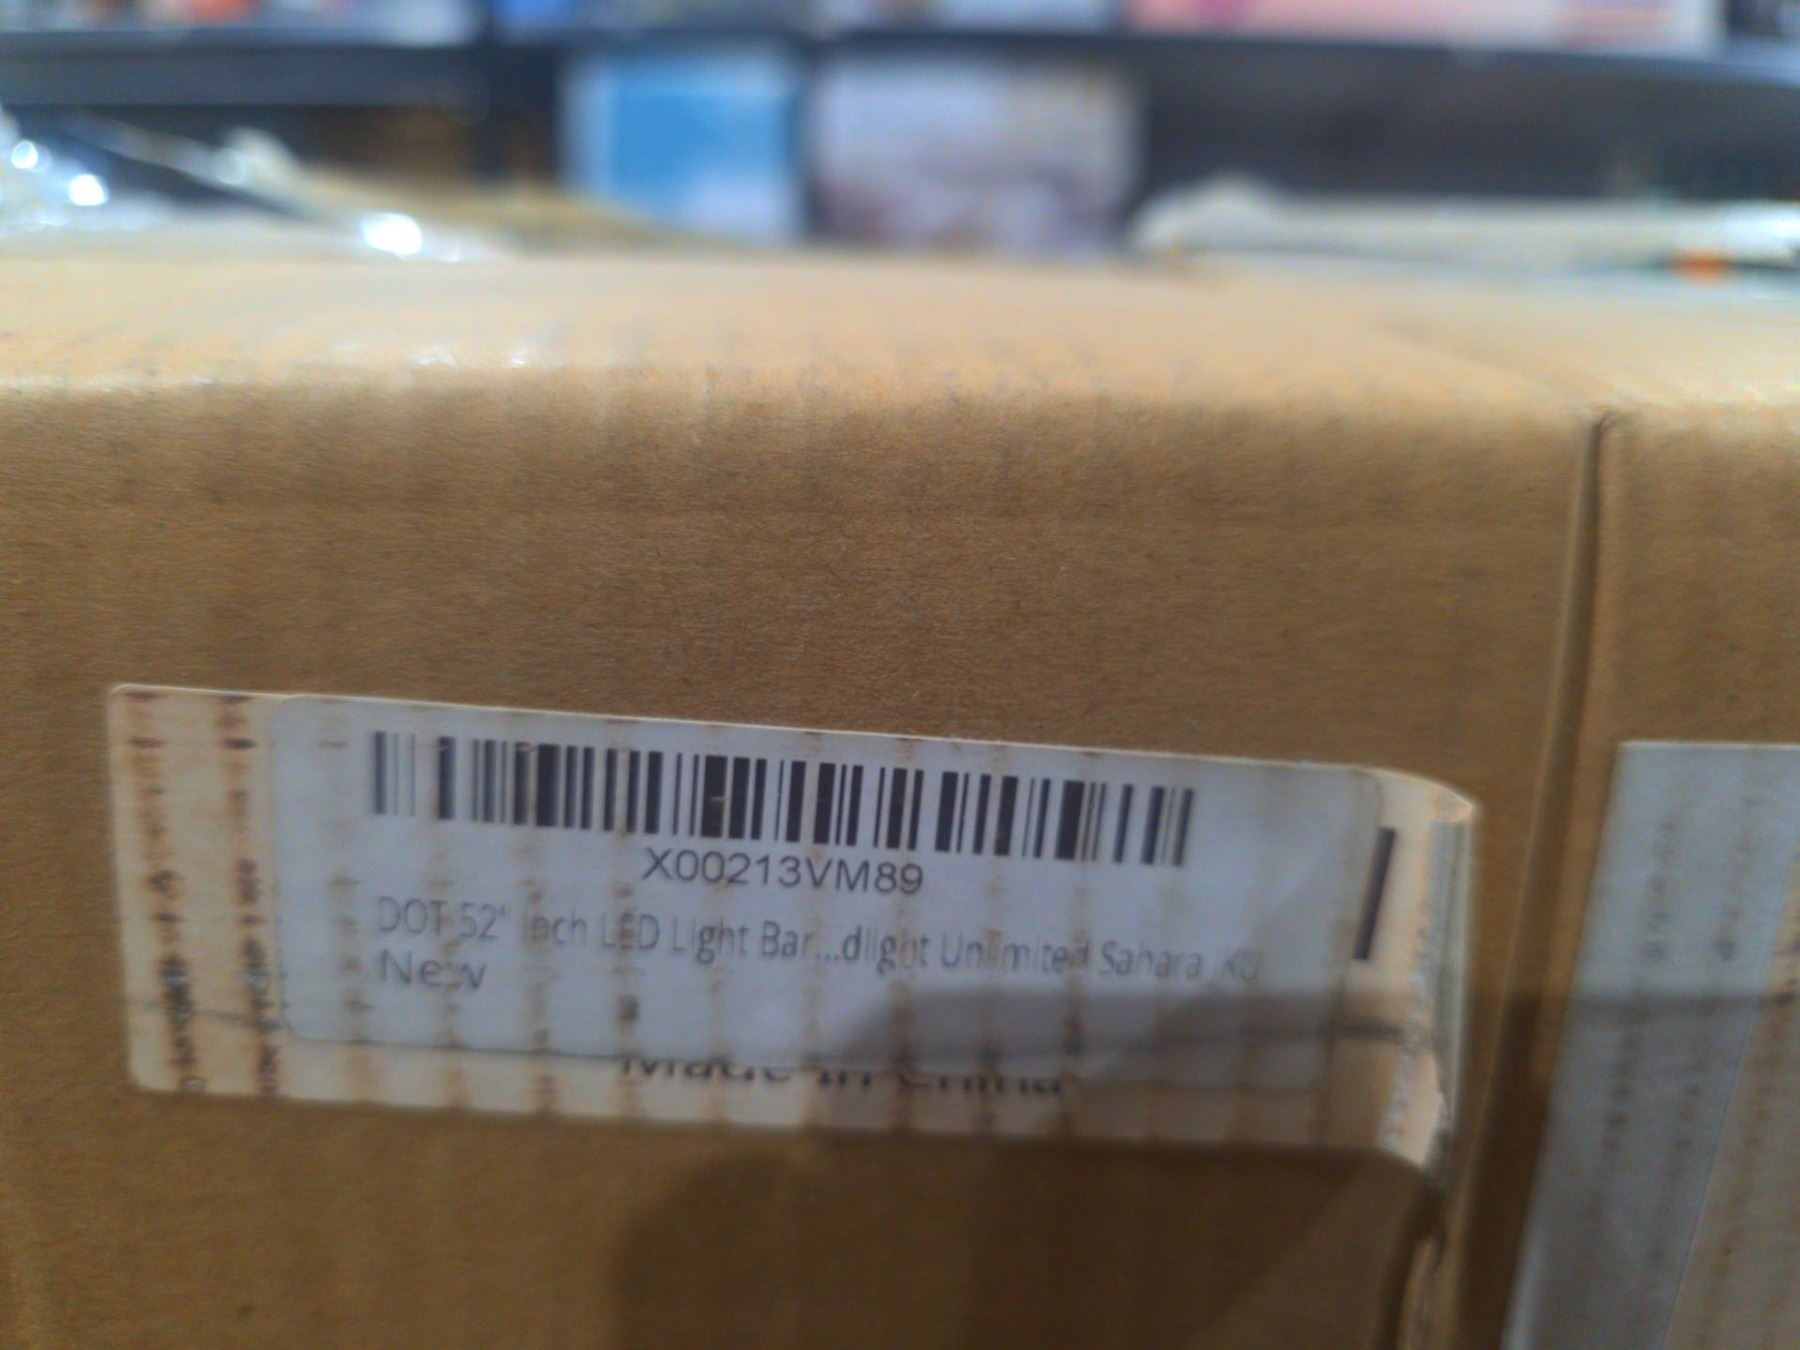 X00213VM89
DOT 52" inch LED Light Bar...dlight Unlimited Sahara JKU
New
Made in China